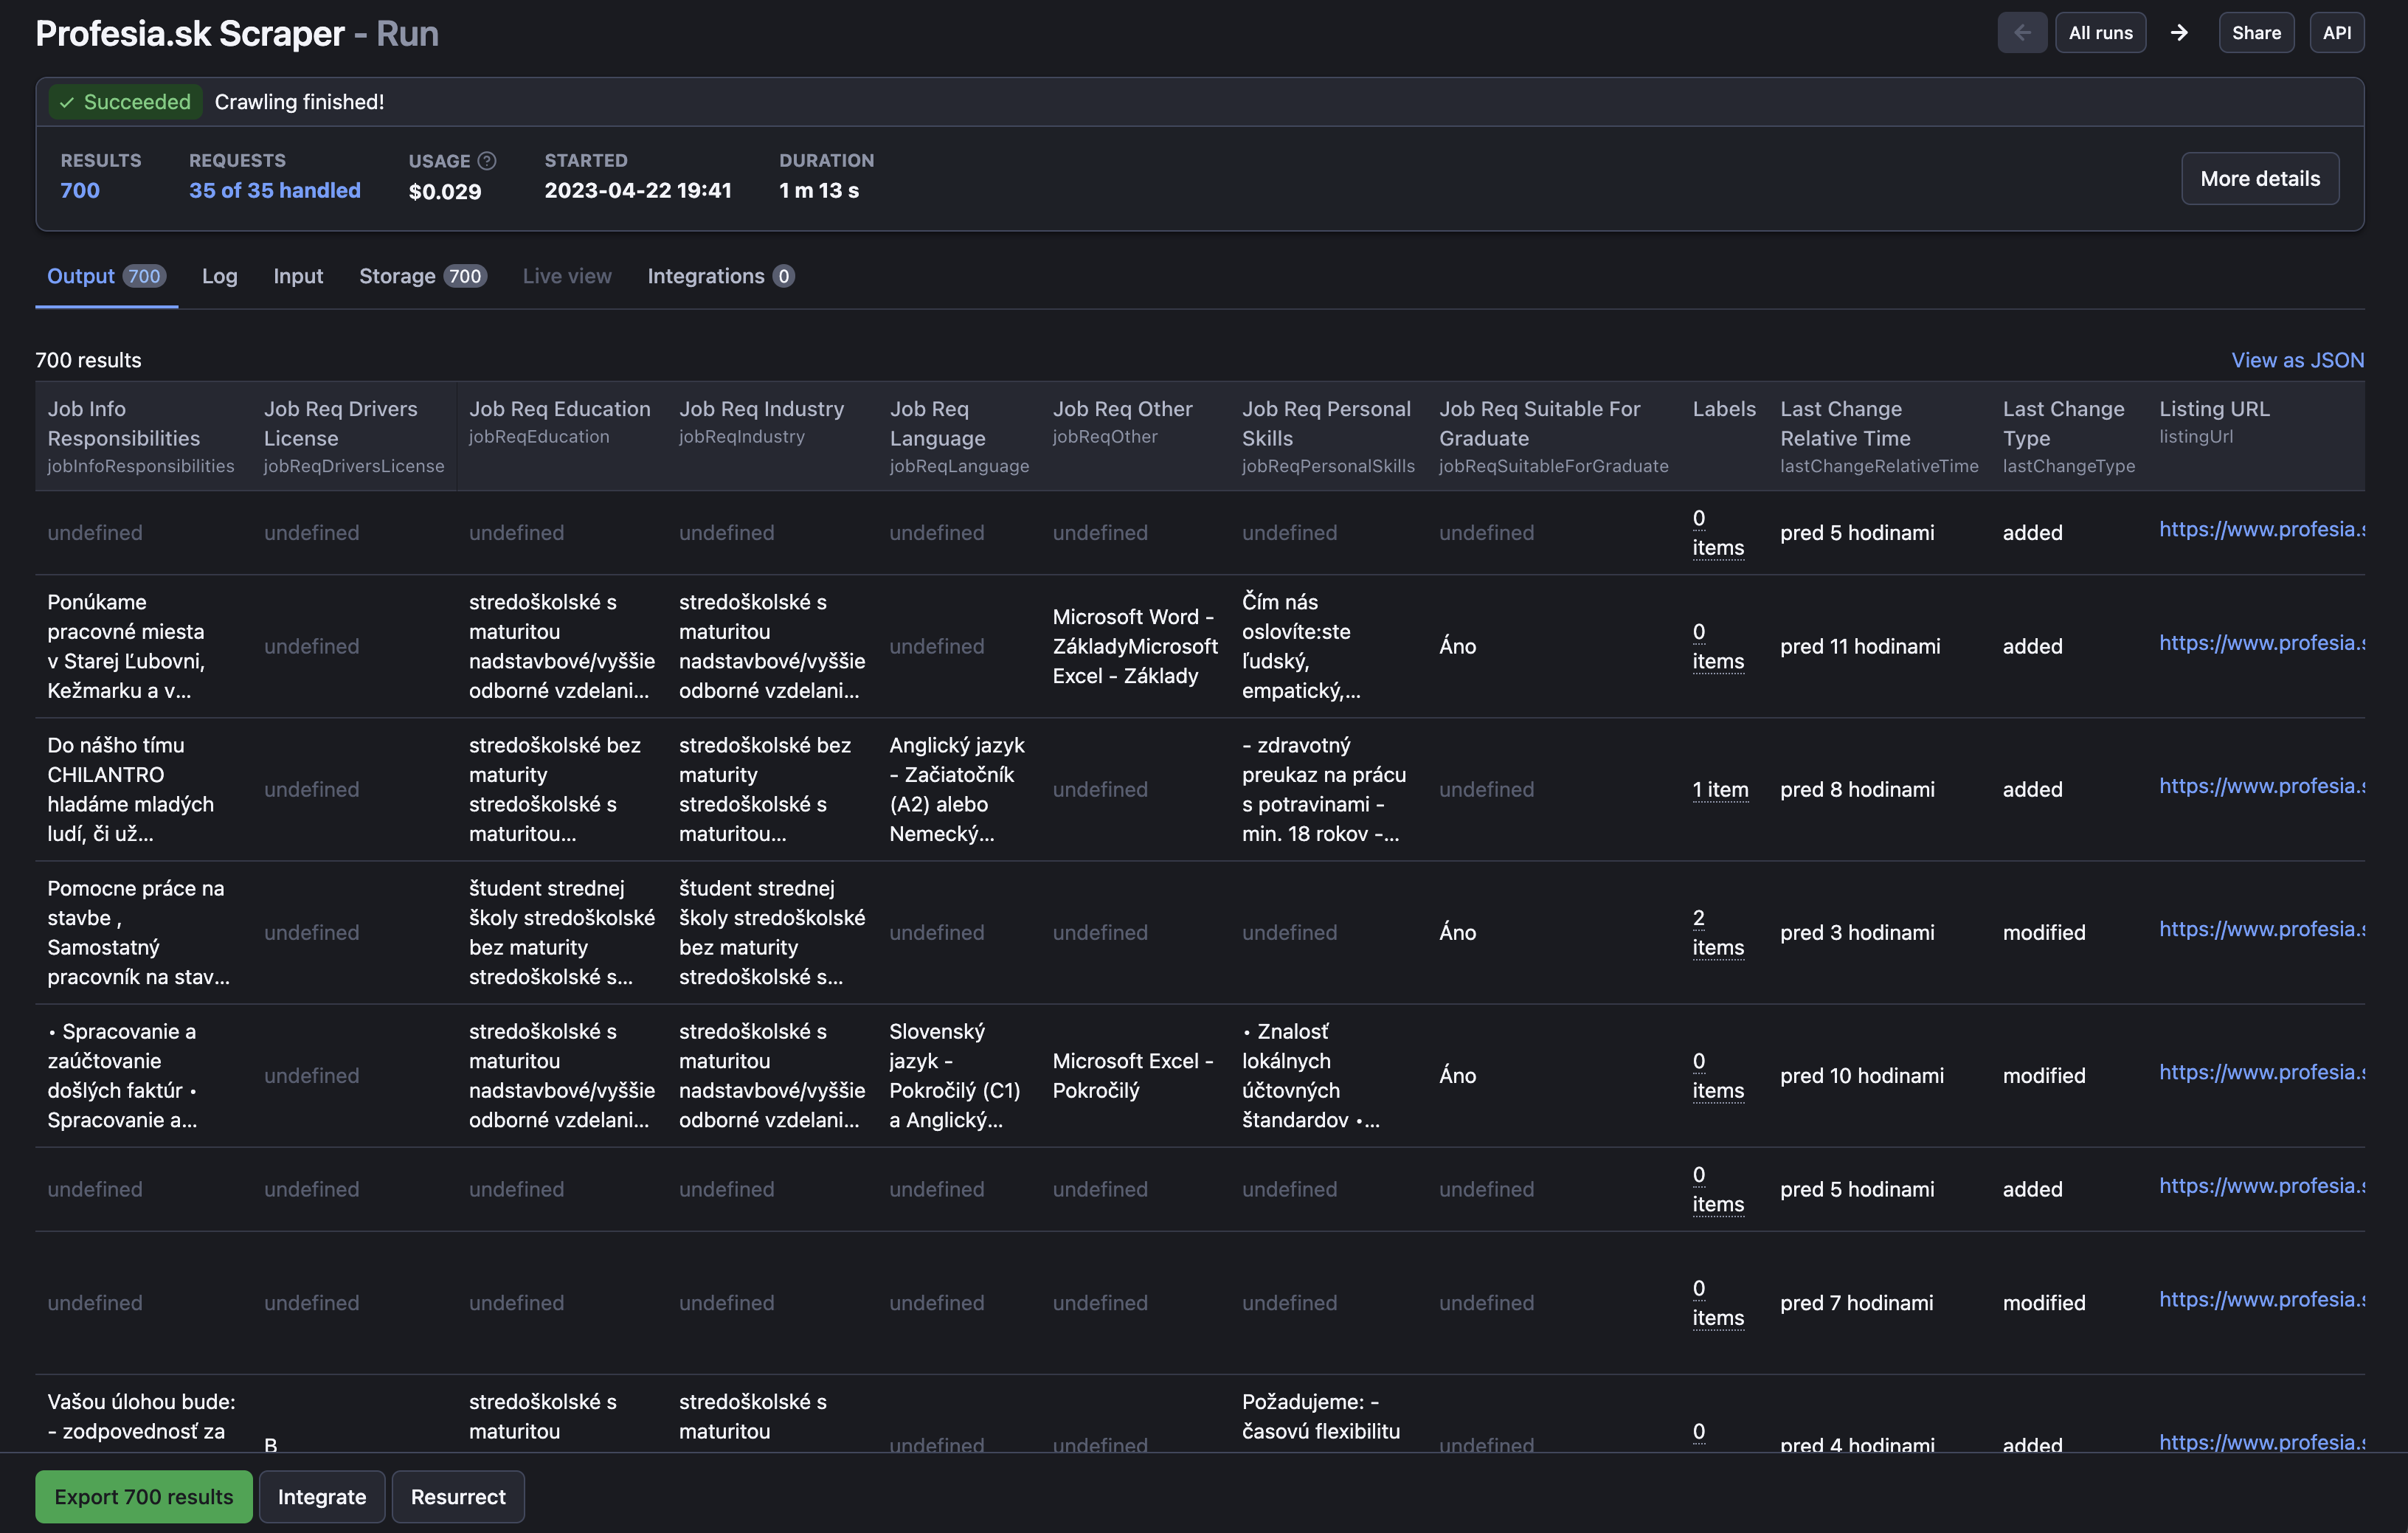 Profesia.sk Scraper - Run
All runs
Share
API
Succeeded Crawling finished!
RESULTS REQUESTS USAGE STARTED DURATION
700 35 of 35 handled $0.029 2023-04-22 19:41 1 m 13 s
More details
Output 700 Log Input Storage 700 Live view Integrations 0
700 results
View as JSON
Job Info Responsibilities
jobInfoResponsibilities
Job Req Drivers License
jobReqDriversLicense
Job Req Education
jobReqEducation
Job Req Industry
jobReqIndustry
Job Req Language
jobReqLanguage
Job Req Other
jobReqOther
Job Req Personal Skills
jobReqPersonalSkills
Job Req Suitable For Graduate
jobReqSuitableForGraduate
Labels
Last Change Relative Time
lastChangeRelativeTime
Last Change Type
lastChangeType
Listing URL
listingUrl
undefined
undefined
undefined
undefined
undefined
undefined
undefined
undefined
0
items
pred 5 hodinami
added
https://www.profesia.s
Ponúkame
pracovné miesta
v Starej Ľubovni,
Kežmarku a v...
undefined
stredoškolské s
maturitou
nadstavbové/vyššie
odborné vzdelani...
stredoškolské s
maturitou
nadstavbové/vyššie
odborné vzdelani...
undefined
Microsoft Word -
ZákladyMicrosoft
Excel - Základy
Čím nás
oslovíte:ste
ľudský,
empatický,...
Áno
0
items
pred 11 hodinami
added
https://www.profesia.s
Do nášho tímu
CHILANTRO
hladáme mladých
ludí, či už...
undefined
stredoškolské bez
maturity
stredoškolské s
maturitou...
stredoškolské bez
maturity
stredoškolské s
maturitou...
Anglický jazyk
- Začiatočník
(A2) alebo
Nemecký...
undefined
- zdravotný
preukaz na prácu
s potravinami -
min. 18 rokov -...
undefined
1 item
pred 8 hodinami
added
https://www.profesia.s
Pomocne práce na
stavbe ,
Samostatný
pracovník na stav...
undefined
študent strednej
školy stredoškolské
bez maturity
stredoškolské s...
študent strednej
školy stredoškolské
bez maturity
stredoškolské s...
undefined
undefined
undefined
Áno
2
items
pred 3 hodinami
modified
https://www.profesia.s
• Spracovanie a
zaúčtovanie
došlých faktúr •
Spracovanie a...
undefined
stredoškolské s
maturitou
nadstavbové/vyššie
odborné vzdelani...
stredoškolské s
maturitou
nadstavbové/vyššie
odborné vzdelani...
Slovenský
jazyk -
Pokročilý (C1)
a Anglický...
Microsoft Excel -
Pokročilý
• Znalosť
lokálnych
účtovných
štandardov •...
Áno
0
items
pred 10 hodinami
modified
https://www.profesia.s
undefined
undefined
undefined
undefined
undefined
undefined
undefined
undefined
0
items
pred 5 hodinami
added
https://www.profesia.s
undefined
undefined
undefined
undefined
undefined
undefined
undefined
undefined
0
items
pred 7 hodinami
modified
https://www.profesia.s
Vašou úlohou bude:
- zodpovednosť za
B
stredoškolské s
maturitou
stredoškolské s
maturitou
undefined
undefined
Požadujeme: -
časovú flexibilitu
undefined
0
pred 4 hodinami
added
https://www.profesia.s
Export 700 results
Integrate
Resurrect